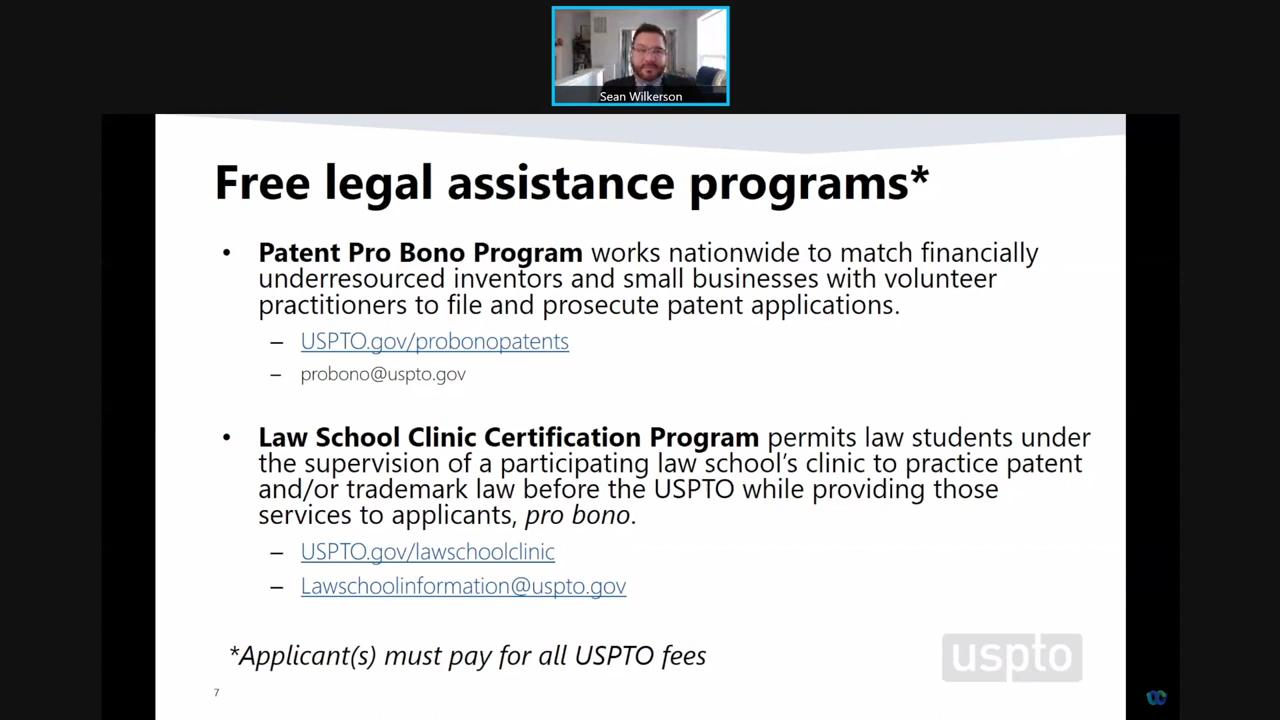 Sean Wilkerson
Free legal assistance programs*
• Patent Pro Bono Program works nationwide to match financially
underresourced inventors and small businesses with volunteer
practitioners to file and prosecute patent applications.
– USPTO.gov/probonopatents
– probono@uspto.gov
• Law School Clinic Certification Program permits law students under
the supervision of a participating law school’s clinic to practice patent
and/or trademark law before the USPTO while providing those
services to applicants, pro bono.
– USPTO.gov/lawschoolclinic
– Lawschoolinformation@uspto.gov
*Applicant(s) must pay for all USPTO fees
uspto
7